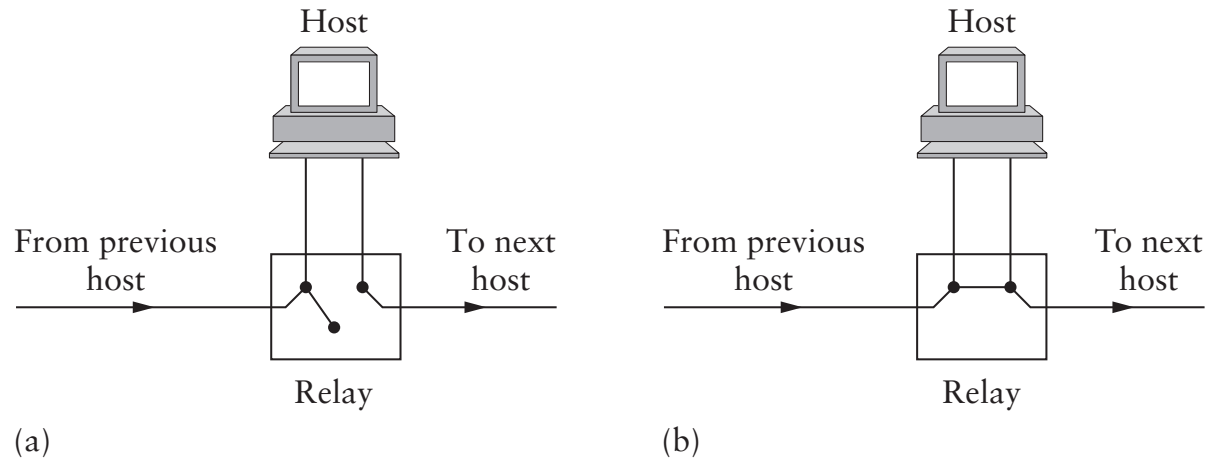 Host
From previous
host
To next
host
Relay
(a)
Host
From previous
host
To next
host
Relay
(b)